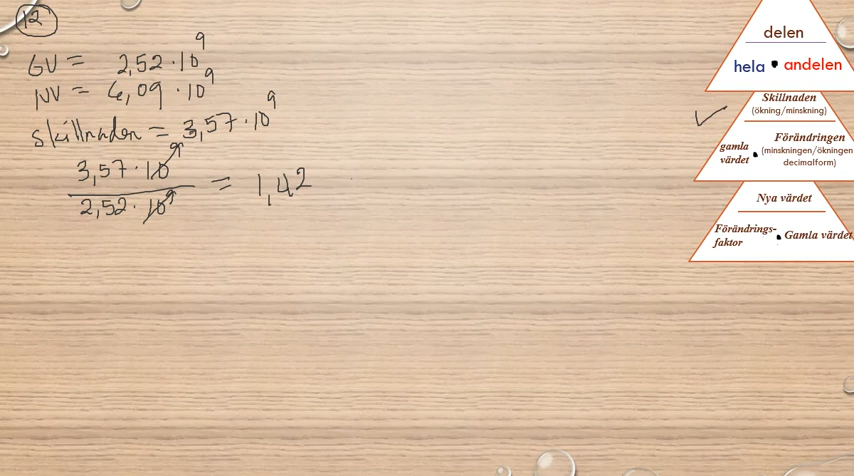 12
GV = 2,52 · 10⁹
NV = 6,09 · 10⁹
skillnaden = 3,57 · 10⁹
3,57 · 10⁹
2,52 · 10⁹
= 1,42
delen
hela · andelen
Skillnaden
(ökning/minskning)
gamla värdet · Förändringen
(minskningen/ökningen
decimalform)
Nya värdet
Förändrings-
faktor · Gamla värdet